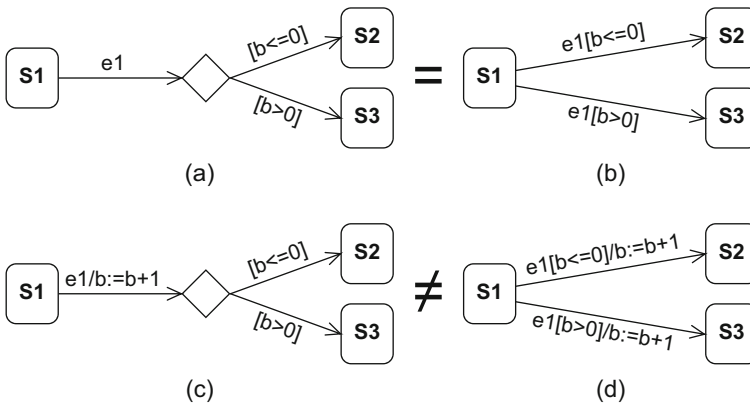 S1 e1 [b<=0] S2
[b>0] S3
=
S1 e1[b<=0] S2
e1[b>0] S3
(a) (b)
S1 e1/b:=b+1 [b<=0] S2
[b>0] S3
≠
S1 e1[b<=0]/b:=b+1 S2
e1[b>0]/b:=b+1 S3
(c) (d)